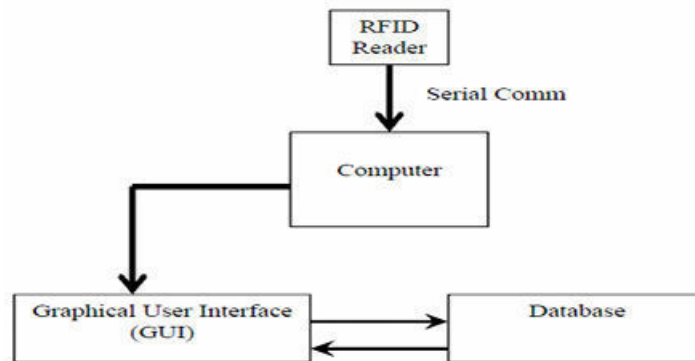 RFID
Reader
Serial Comm
Computer
Graphical User Interface
(GUI)
Database